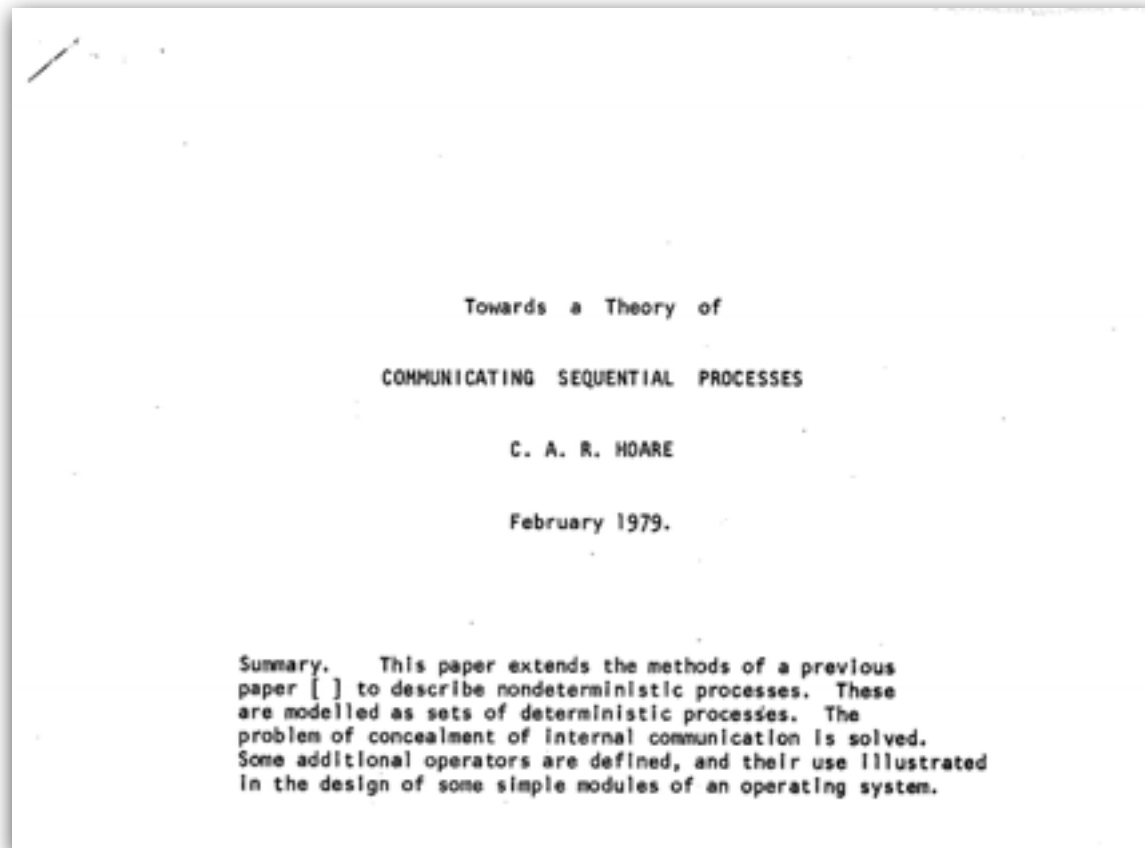 Towards a Theory of
COMMUNICATING SEQUENTIAL PROCESSES
C. A. R. HOARE
February 1979.
Summary. This paper extends the methods of a previous
paper [ ] to describe nondeterministic processes. These
are modelled as sets of deterministic processes. The
problem of concealment of internal communication is solved.
Some additional operators are defined, and their use illustrated
in the design of some simple modules of an operating system.